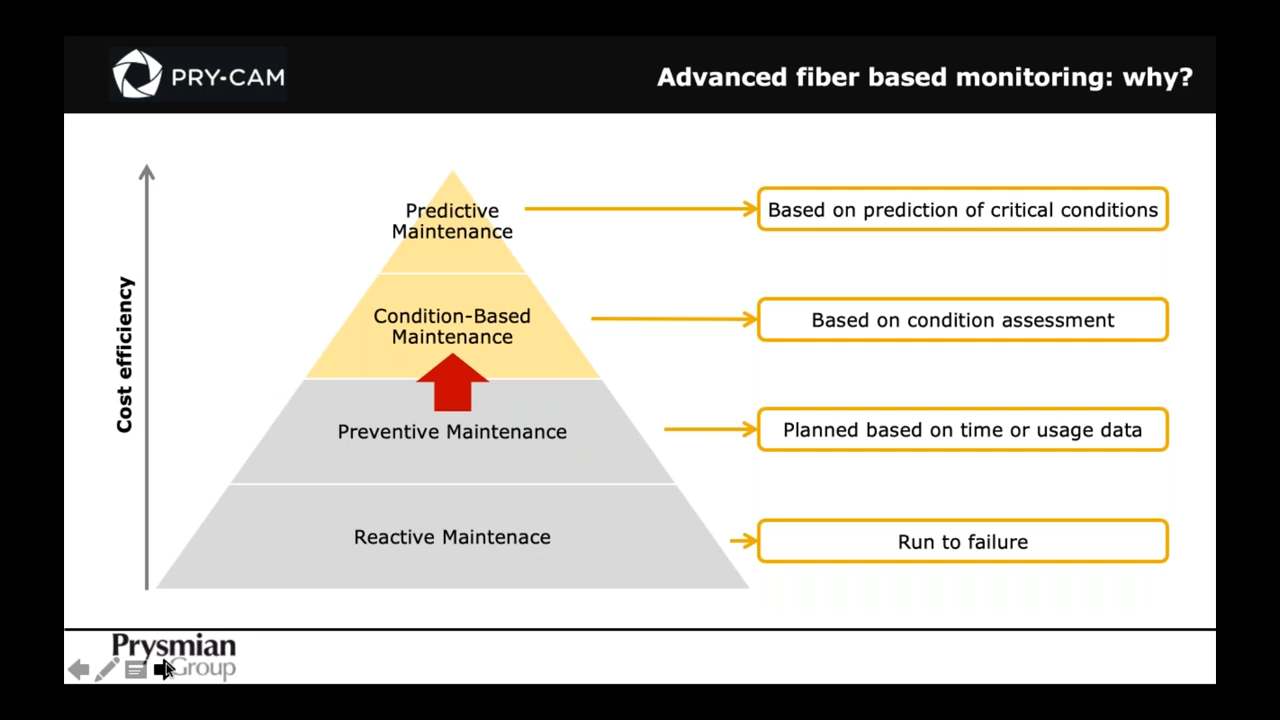 PRY-CAM
Advanced fiber based monitoring: why?
Cost efficiency
Predictive
Maintenance
Based on prediction of critical conditions
Condition-Based
Maintenance
Based on condition assessment
Preventive Maintenance
Planned based on time or usage data
Reactive Maintenace
Run to failure
Prysmian
Group